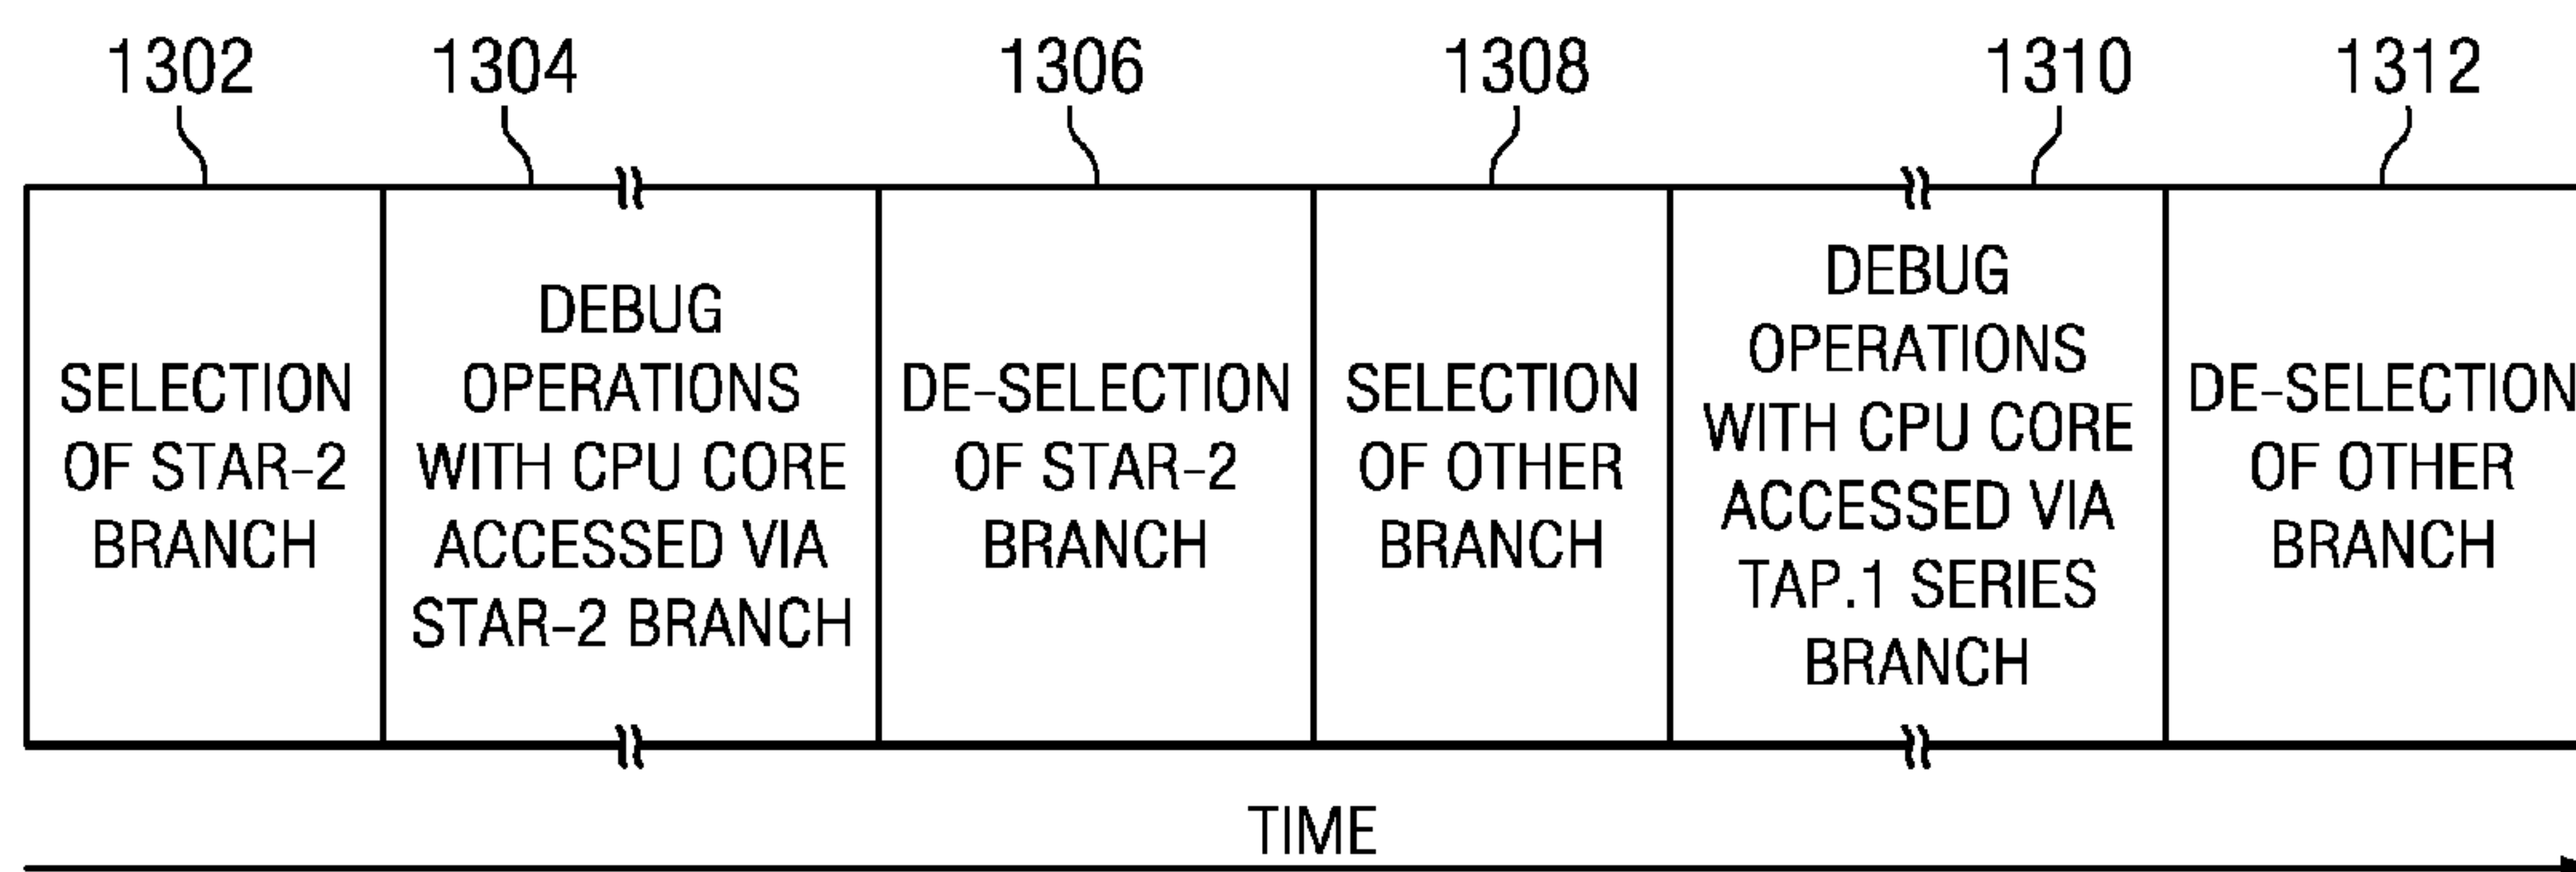 1302 1304 1306 1308 1310 1312
SELECTION
OF STAR-2
BRANCH
DEBUG
OPERATIONS
WITH CPU CORE
ACCESSED VIA
STAR-2 BRANCH
DE-SELECTION
OF STAR-2
BRANCH
SELECTION
OF OTHER
BRANCH
DEBUG
OPERATIONS
WITH CPU CORE
ACCESSED VIA
TAP.1 SERIES
BRANCH
DE-SELECTION
OF OTHER
BRANCH
TIME